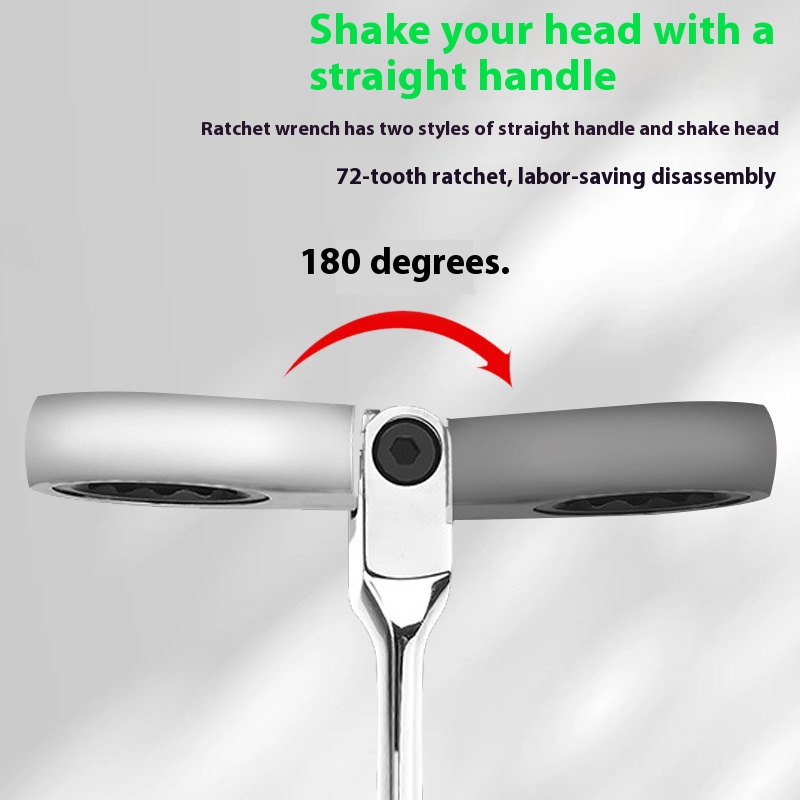 Shake your head with a
straight handle
Ratchet wrench has two styles of straight handle and shake head
72-tooth ratchet, labor-saving disassembly
180 degrees.